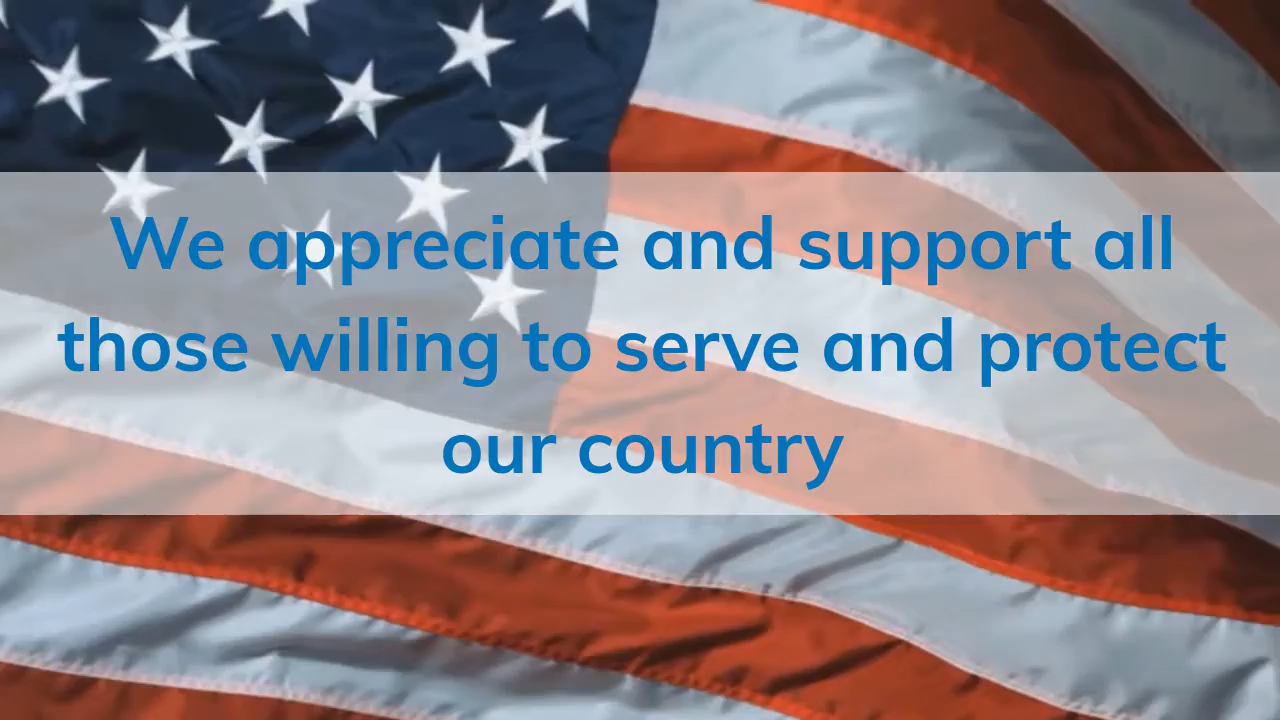 We appreciate and support all
those willing to serve and protect
our country